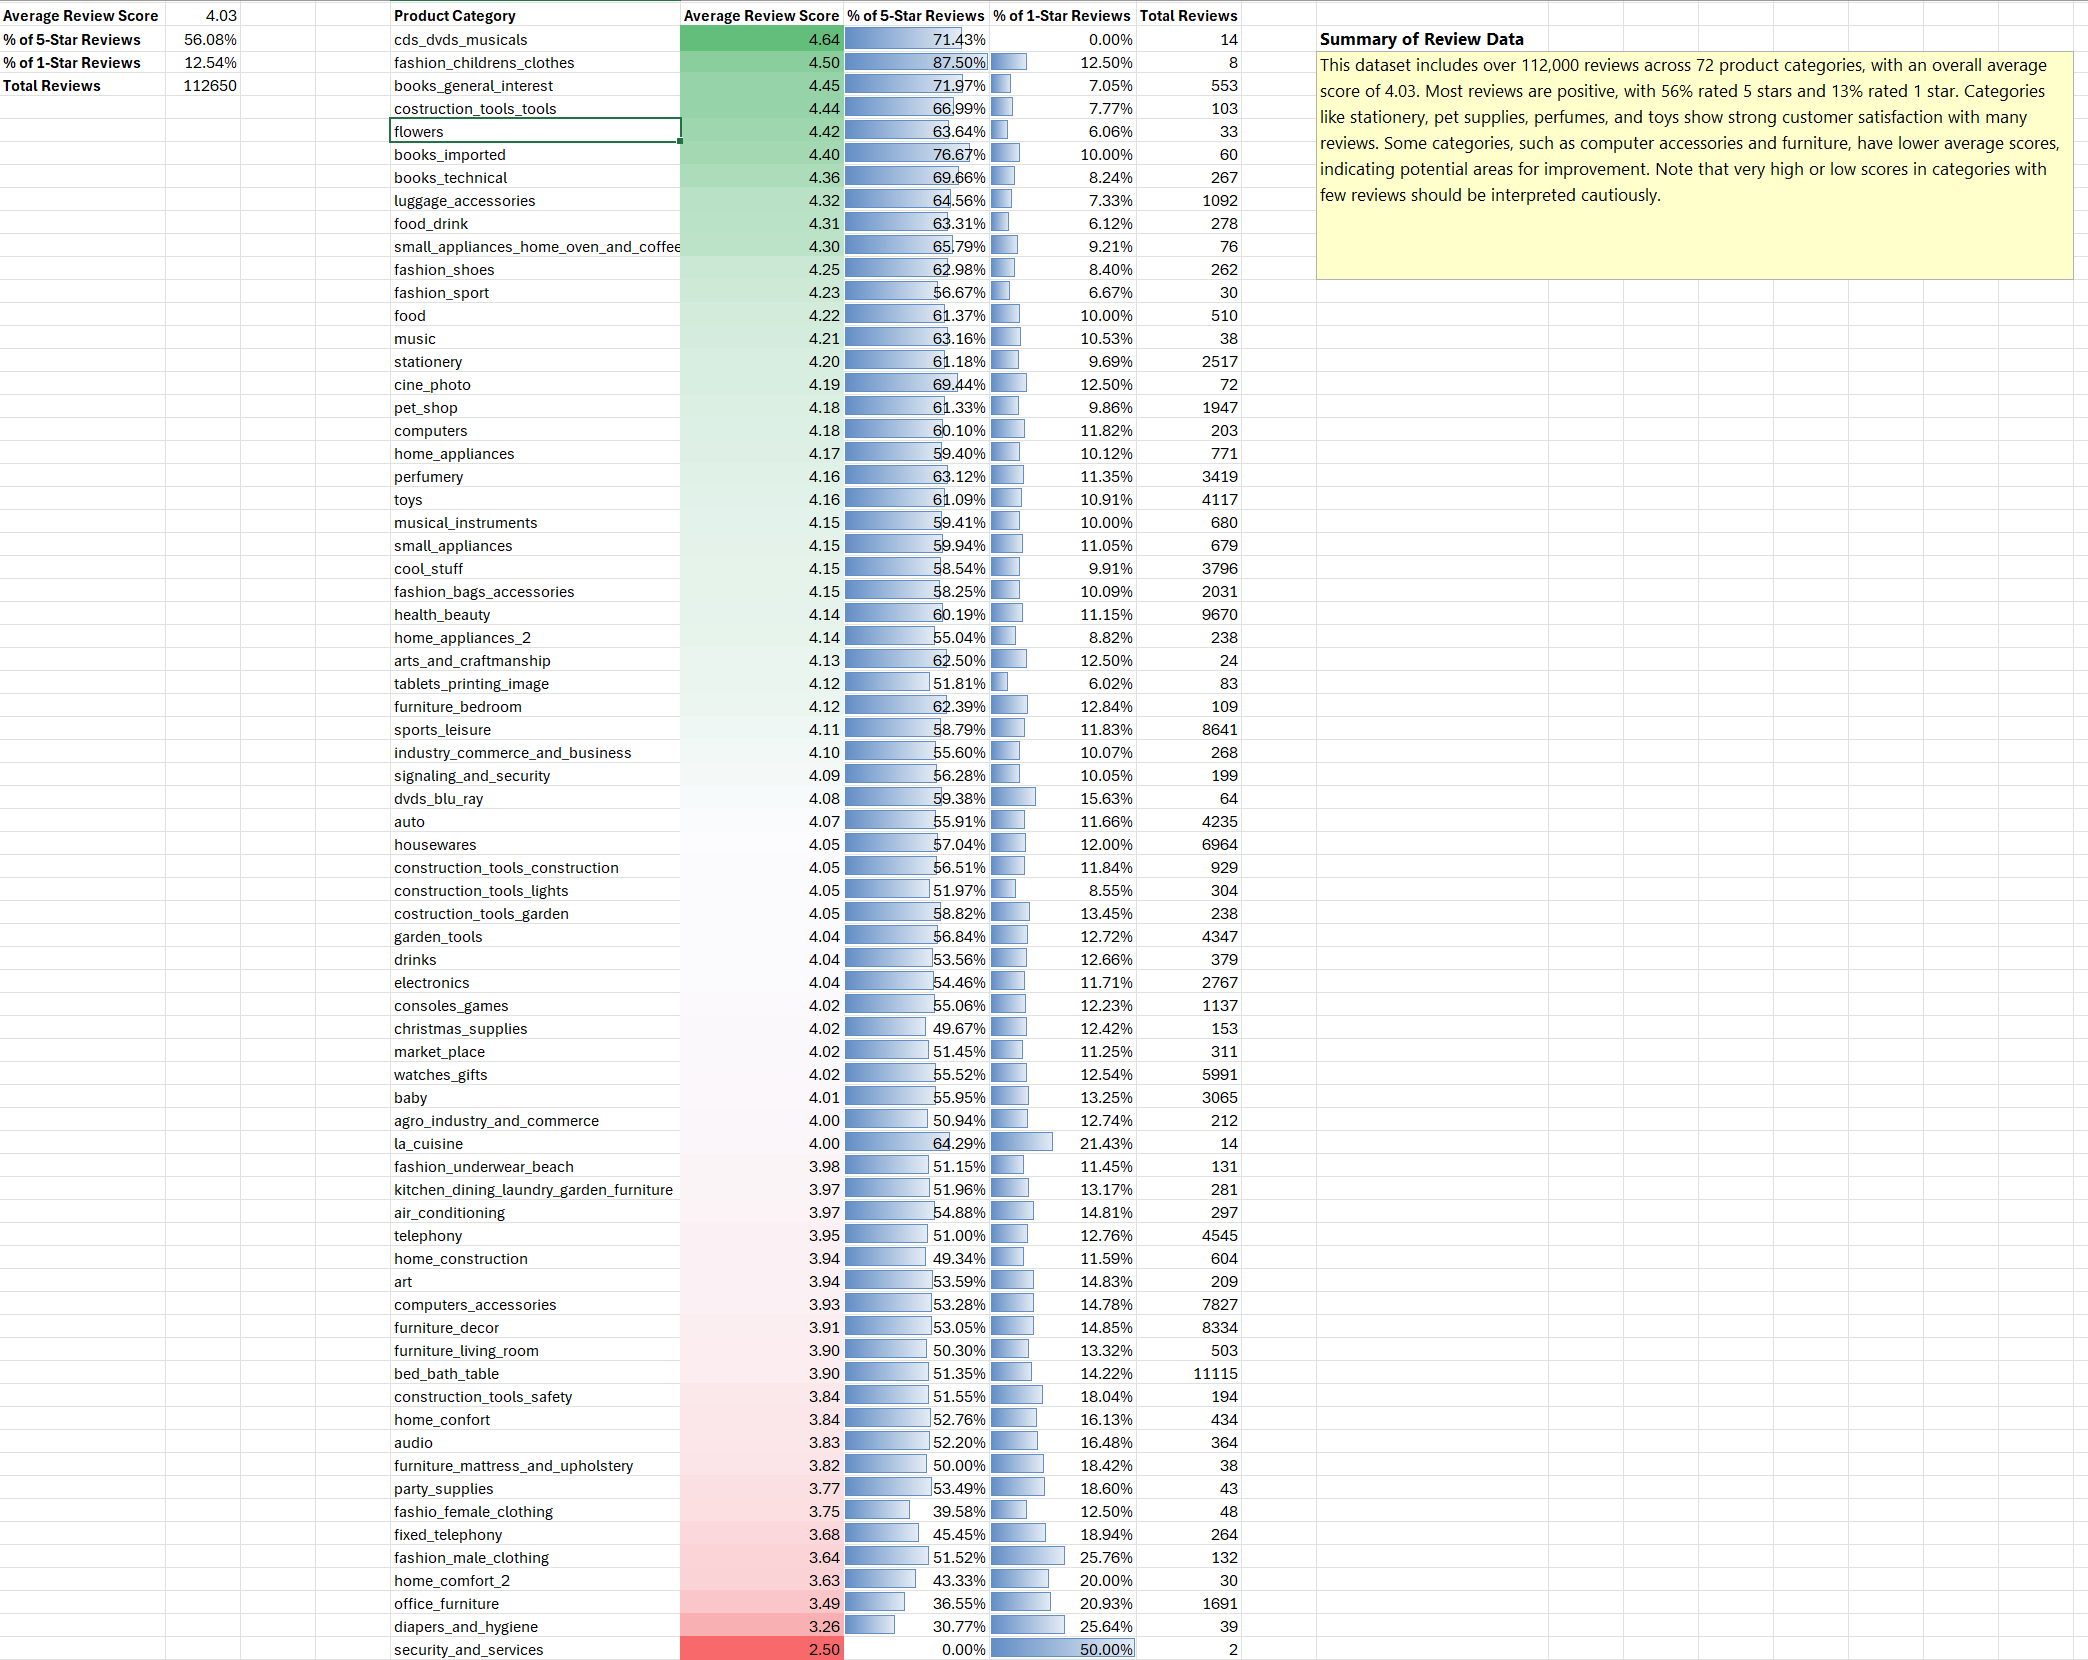 Average Review Score 4.03
% of 5-Star Reviews 56.08%
% of 1-Star Reviews 12.54%
Total Reviews 112650
Product Category Average Review Score % of 5-Star Reviews % of 1-Star Reviews Total Reviews
cds_dvds_musicals 4.64 71.43% 0.00% 14
fashion_childrens_clothes 4.50 87.50% 12.50% 8
books_general_interest 4.45 71.97% 7.05% 553
costruction_tools_tools 4.44 66.99% 7.77% 103
flowers 4.42 63.64% 6.06% 33
books_imported 4.40 76.67% 10.00% 60
books_technical 4.36 69.66% 8.24% 267
luggage_accessories 4.32 64.56% 7.33% 1092
food_drink 4.31 63.31% 6.12% 278
small_appliances_home_oven_and_coffee 4.30 65.79% 9.21% 76
fashion_shoes 4.25 62.98% 8.40% 262
fashion_sport 4.23 56.67% 6.67% 30
food 4.22 61.37% 10.00% 510
music 4.21 63.16% 10.53% 38
stationery 4.20 61.18% 9.69% 2517
cine_photo 4.19 69.44% 12.50% 72
pet_shop 4.18 61.33% 9.86% 1947
computers 4.18 60.10% 11.82% 203
home_appliances 4.17 59.40% 10.12% 771
perfumery 4.16 63.12% 11.35% 3419
toys 4.16 61.09% 10.91% 4117
musical_instruments 4.15 59.41% 10.00% 680
small_appliances 4.15 59.94% 11.05% 679
cool_stuff 4.15 58.54% 9.91% 3796
fashion_bags_accessories 4.15 58.25% 10.09% 2031
health_beauty 4.14 60.19% 11.15% 9670
home_appliances_2 4.14 55.04% 8.82% 238
arts_and_craftmanship 4.13 62.50% 12.50% 24
tablets_printing_image 4.12 51.81% 6.02% 83
furniture_bedroom 4.12 62.39% 12.84% 109
sports_leisure 4.11 58.79% 11.83% 8641
industry_commerce_and_business 4.10 55.60% 10.07% 268
signaling_and_security 4.09 56.28% 10.05% 199
dvds_blu_ray 4.08 59.38% 15.63% 64
auto 4.07 55.91% 11.66% 4235
housewares 4.05 57.04% 12.00% 6964
construction_tools_construction 4.05 56.51% 11.84% 929
construction_tools_lights 4.05 51.97% 8.55% 304
costruction_tools_garden 4.05 58.82% 13.45% 238
garden_tools 4.04 56.84% 12.72% 4347
drinks 4.04 53.56% 12.66% 379
electronics 4.04 54.46% 11.71% 2767
consoles_games 4.02 55.06% 12.23% 1137
christmas_supplies 4.02 49.67% 12.42% 153
market_place 4.02 51.45% 11.25% 311
watches_gifts 4.02 55.52% 12.54% 5991
baby 4.01 55.95% 13.25% 3065
agro_industry_and_commerce 4.00 50.94% 12.74% 212
la_cuisine 4.00 64.29% 21.43% 14
fashion_underwear_beach 3.98 51.15% 11.45% 131
kitchen_dining_laundry_garden_furniture 3.97 51.96% 13.17% 281
air_conditioning 3.97 54.88% 14.81% 297
telephony 3.95 51.00% 12.76% 4545
home_construction 3.94 49.34% 11.59% 604
art 3.94 53.59% 14.83% 209
computers_accessories 3.93 53.28% 14.78% 7827
furniture_decor 3.91 53.05% 14.85% 8334
furniture_living_room 3.90 50.30% 13.32% 503
bed_bath_table 3.90 51.35% 14.22% 11115
construction_tools_safety 3.84 51.55% 18.04% 194
home_confort 3.84 52.76% 16.13% 434
audio 3.83 52.20% 16.48% 364
furniture_mattress_and_upholstery 3.82 50.00% 18.42% 38
party_supplies 3.77 53.49% 18.60% 43
fashio_female_clothing 3.75 39.58% 12.50% 48
fixed_telephony 3.68 45.45% 18.94% 264
fashion_male_clothing 3.64 51.52% 25.76% 132
home_comfort_2 3.63 43.33% 20.00% 30
office_furniture 3.49 36.55% 20.93% 1691
diapers_and_hygiene 3.26 30.77% 25.64% 39
security_and_services 2.50 0.00% 50.00% 2
Summary of Review Data
This dataset includes over 112,000 reviews across 72 product categories, with an overall average
score of 4.03. Most reviews are positive, with 56% rated 5 stars and 13% rated 1 star. Categories
like stationery, pet supplies, perfumes, and toys show strong customer satisfaction with many
reviews. Some categories, such as computer accessories and furniture, have lower average scores,
indicating potential areas for improvement. Note that very high or low scores in categories with
few reviews should be interpreted cautiously.